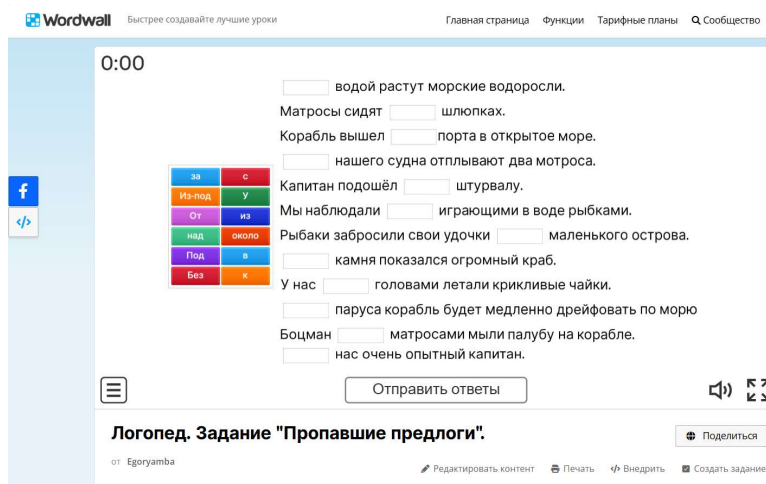 Wordwall Быстрее создавайте лучшие уроки Главная страница Функции Тарифные планы Сообщество
0:00
водой растут морские водоросли.
Матросы сидят шлюпках.
Корабль вышел порта в открытое море.
нашего судна отплывают два мотроса.
Капитан подошёл штурвалу.
Мы наблюдали играющими в воде рыбками.
Рыбаки забросили свои удочки маленького острова.
камня показался огромный краб.
У нас головами летали крикливые чайки.
паруса корабль будет медленно дрейфовать по морю
Боцман матросами мыли палубу на корабле.
нас очень опытный капитан.
за с
Из-под У
От из
над около
Под в
Без к
f
</>
Отправить ответы
Логопед. Задание "Пропавшие предлоги".
Поделиться
от Egoryamba
Редактировать контент Печать </> Внедрить Создать задание